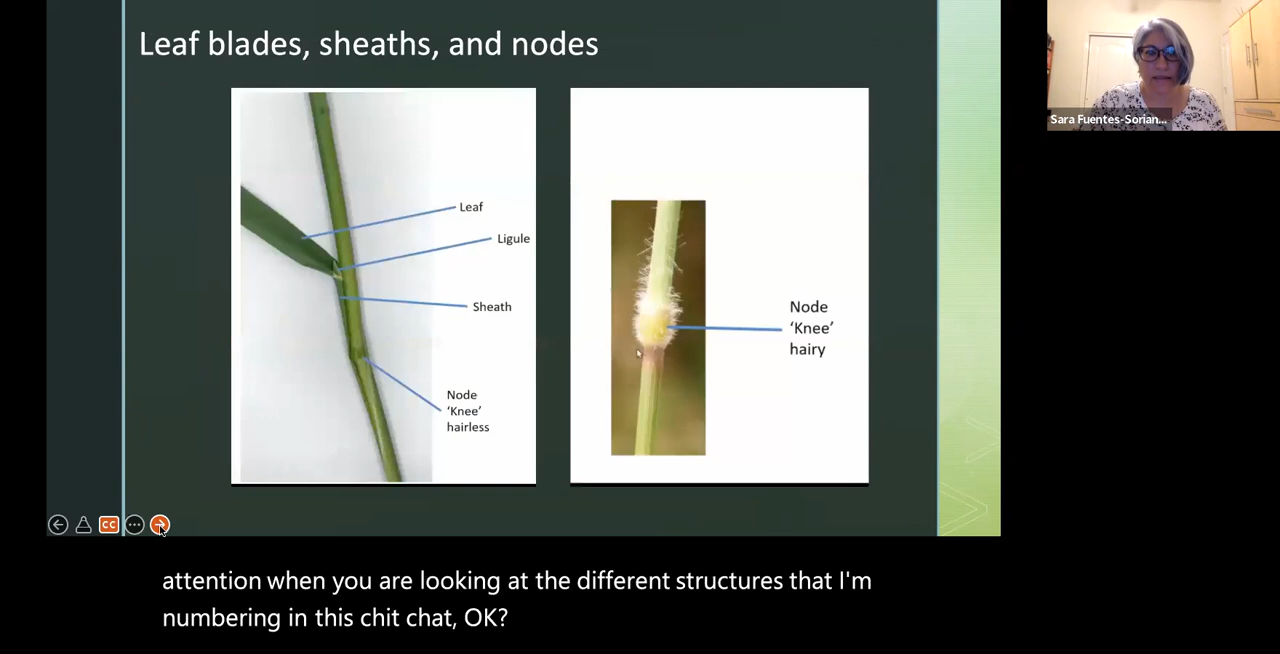 Leaf blades, sheaths, and nodes
Leaf
Ligule
Sheath
Node
‘Knee’
hairless
Node
‘Knee’
hairy
Sara Fuentes-Sorian...
CC
attention when you are looking at the different structures that I'm
numbering in this chit chat, OK?